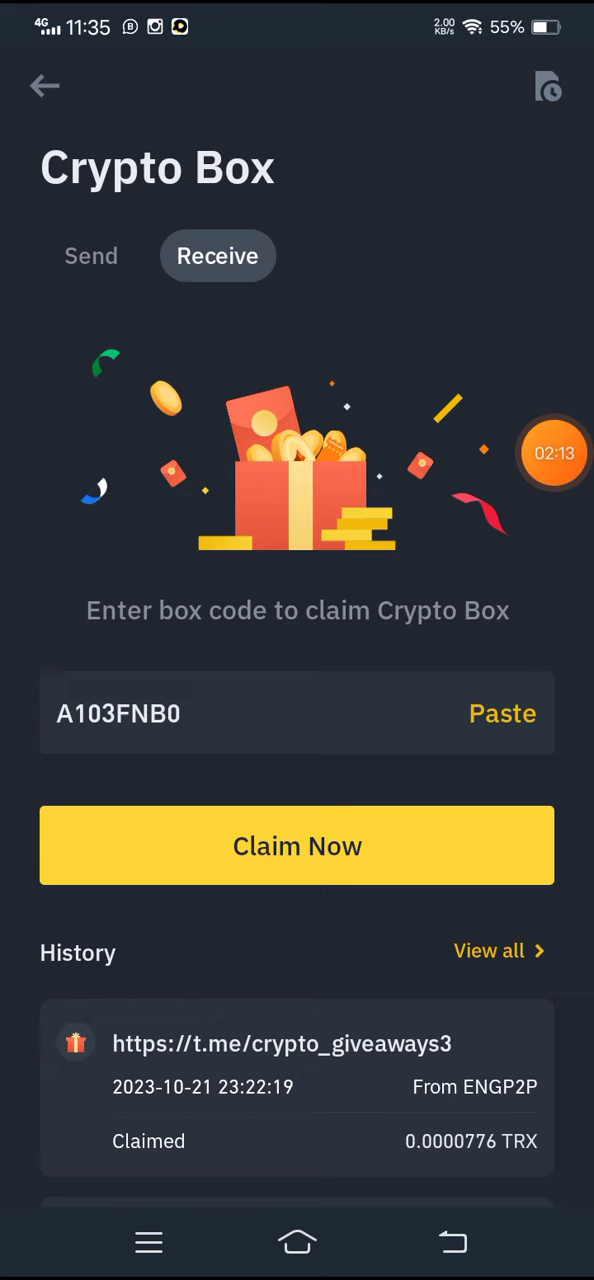 4G 11:35 2.00 KB/s 55%
Crypto Box
Send Receive
02:13
Enter box code to claim Crypto Box
A103FNB0 Paste
Claim Now
History View all
https://t.me/crypto_giveaways3
2023-10-21 23:22:19 From ENGP2P
Claimed 0.0000776 TRX